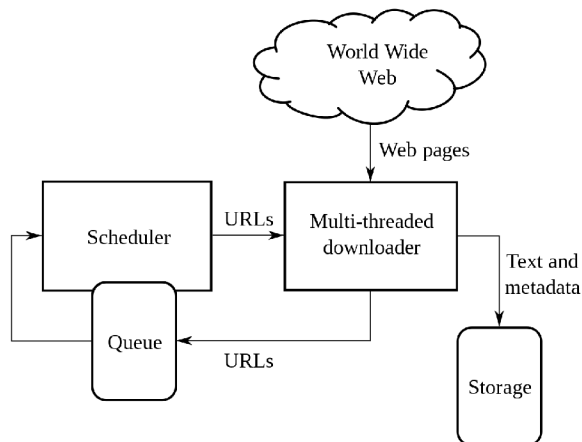 World Wide
Web
Web pages
Scheduler
URLs
Multi-threaded
downloader
Text and
metadata
Queue
URLs
Storage